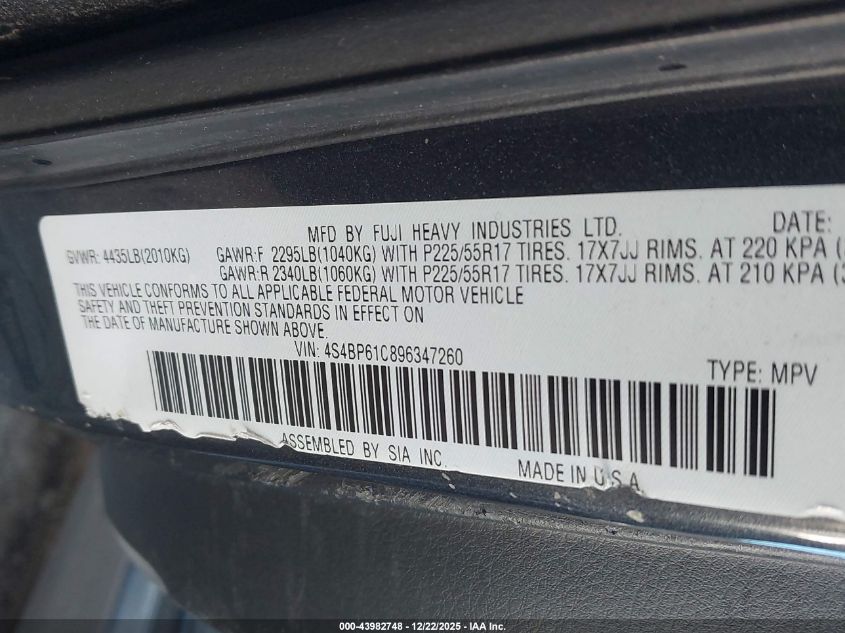 MFD BY FUJI HEAVY INDUSTRIES LTD. DATE:
GVWR: 4435LB(2010KG) GAWR:F 2295LB(1040KG) WITH P225/55R17 TIRES. 17X7JJ RIMS. AT 220 KPA (
GAWR:R 2340LB(1060KG) WITH P225/55R17 TIRES. 17X7JJ RIMS. AT 210 KPA (3
THIS VEHICLE CONFORMS TO ALL APPLICABLE FEDERAL MOTOR VEHICLE
SAFETY AND THEFT PREVENTION STANDARDS IN EFFECT ON
THE DATE OF MANUFACTURE SHOWN ABOVE.
VIN: 4S4BP61C896347260
TYPE: MPV
ASSEMBLED BY SIA INC.
MADE IN U.S.A.
000-43982748 - 12/22/2025 - IAA Inc.